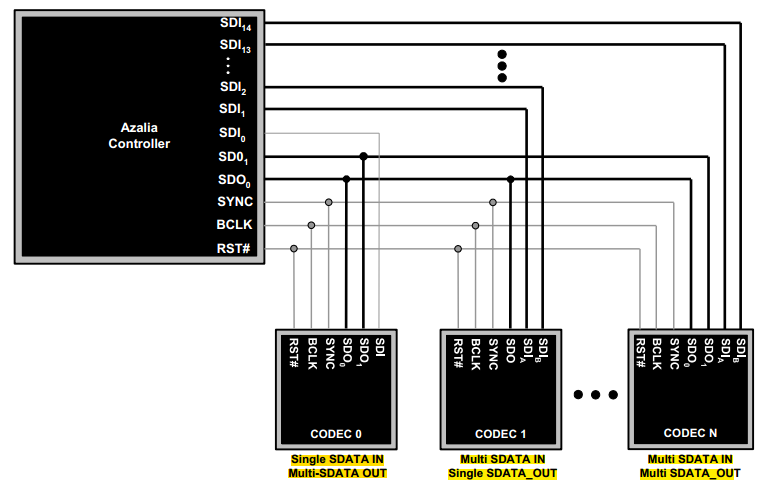 SDI14
SDI13
SDI2
SDI1
Azalia
Controller
SDI0
SD01
SDO0
SYNC
BCLK
RST#
RST#
BCLK
SYNC
SDO0
SDO1
SDI
CODEC 0
Single SDATA IN
Multi-SDATA OUT
RST#
BCLK
SYNC
SDO
SDIA
SDIB
CODEC 1
Multi SDATA IN
Single SDATA_OUT
RST#
BCLK
SYNC
SDO0
SDO1
SDIA
SDIB
CODEC N
Multi SDATA IN
Multi SDATA_OUT